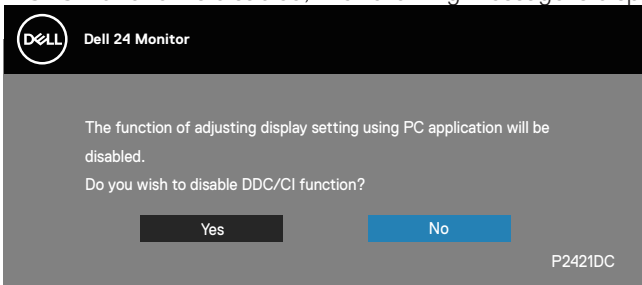 DELL
Dell 24 Monitor
The function of adjusting display setting using PC application will be
disabled.
Do you wish to disable DDC/CI function?
Yes
No
P2421DC